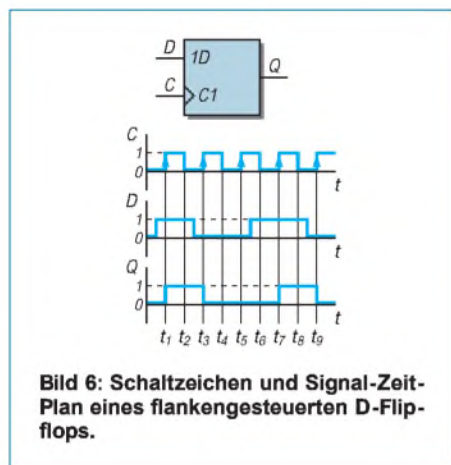 D
1D
Q
C
C1
C
1
0
t
D
1
0
t
Q
1
0
t
t1 t2 t3 t4 t5 t6 t7 t8 t9
Bild 6: Schaltzeichen und Signal-Zeit-
Plan eines flankengesteuerten D-Flip-
flops.